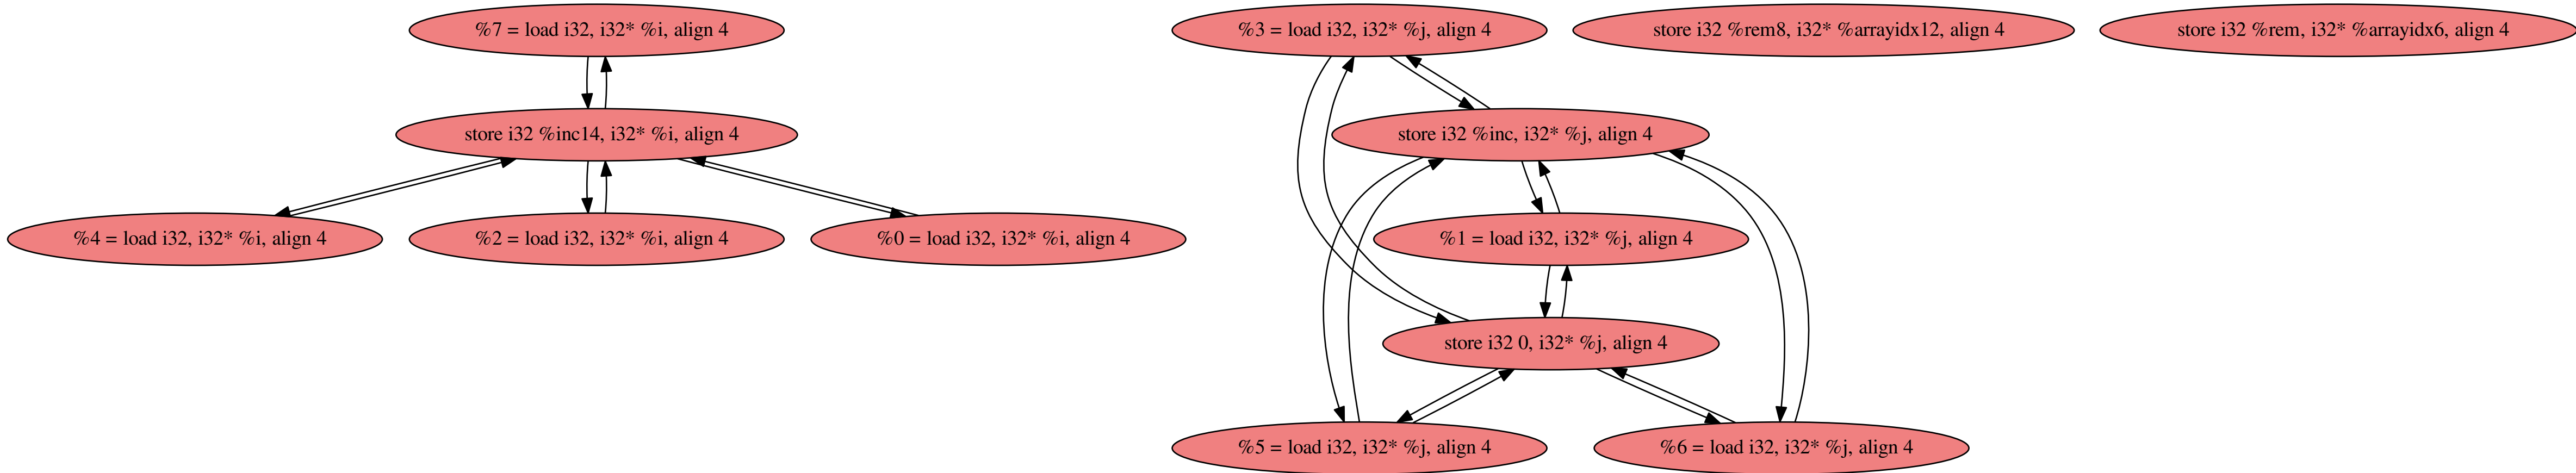 %7 = load i32, i32* %i, align 4
%3 = load i32, i32* %j, align 4
store i32 %rem8, i32* %arrayidx12, align 4
store i32 %rem, i32* %arrayidx6, align 4
store i32 %inc14, i32* %i, align 4
store i32 %inc, i32* %j, align 4
%4 = load i32, i32* %i, align 4
%2 = load i32, i32* %i, align 4
%0 = load i32, i32* %i, align 4
%1 = load i32, i32* %j, align 4
store i32 0, i32* %j, align 4
%5 = load i32, i32* %j, align 4
%6 = load i32, i32* %j, align 4